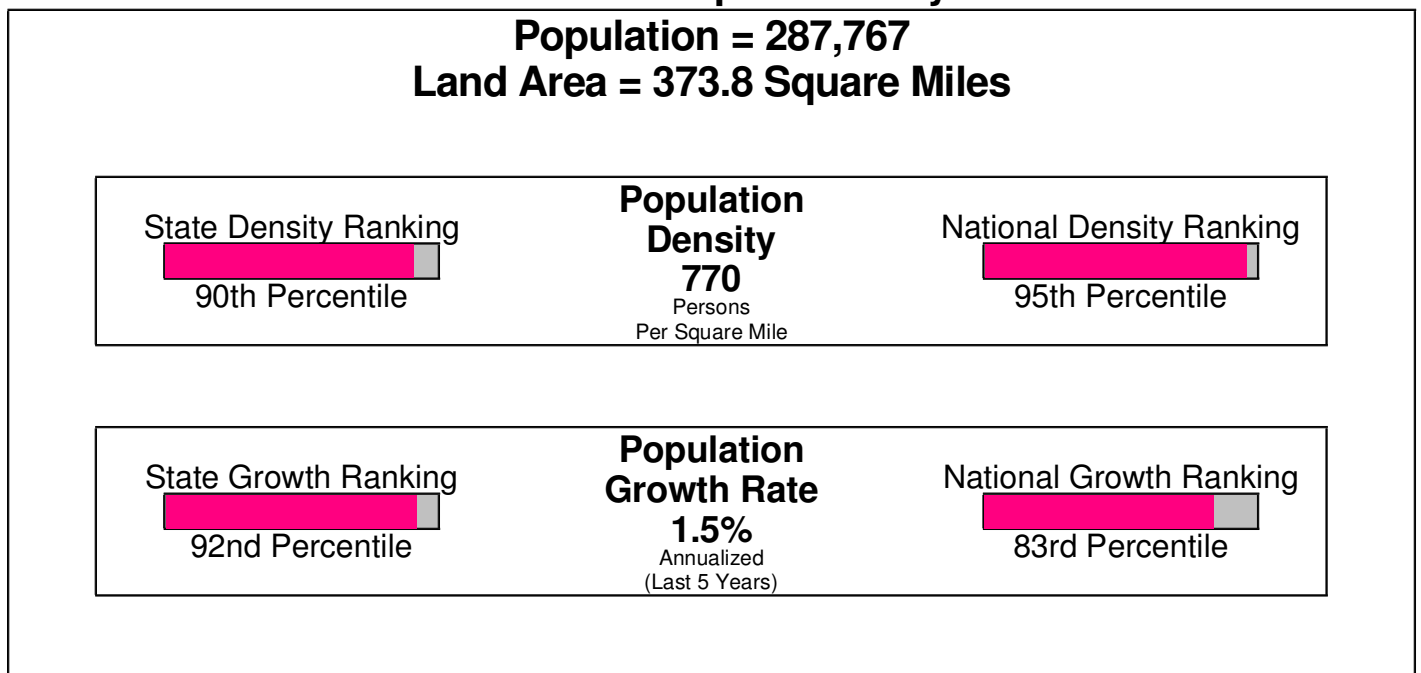 Population = 287,767
Land Area = 373.8 Square Miles
State Density Ranking
90th Percentile
Population
Density
770
Persons
Per Square Mile
National Density Ranking
95th Percentile
State Growth Ranking
92nd Percentile
Population
Growth Rate
1.5%
Annualized
(Last 5 Years)
National Growth Ranking
83rd Percentile